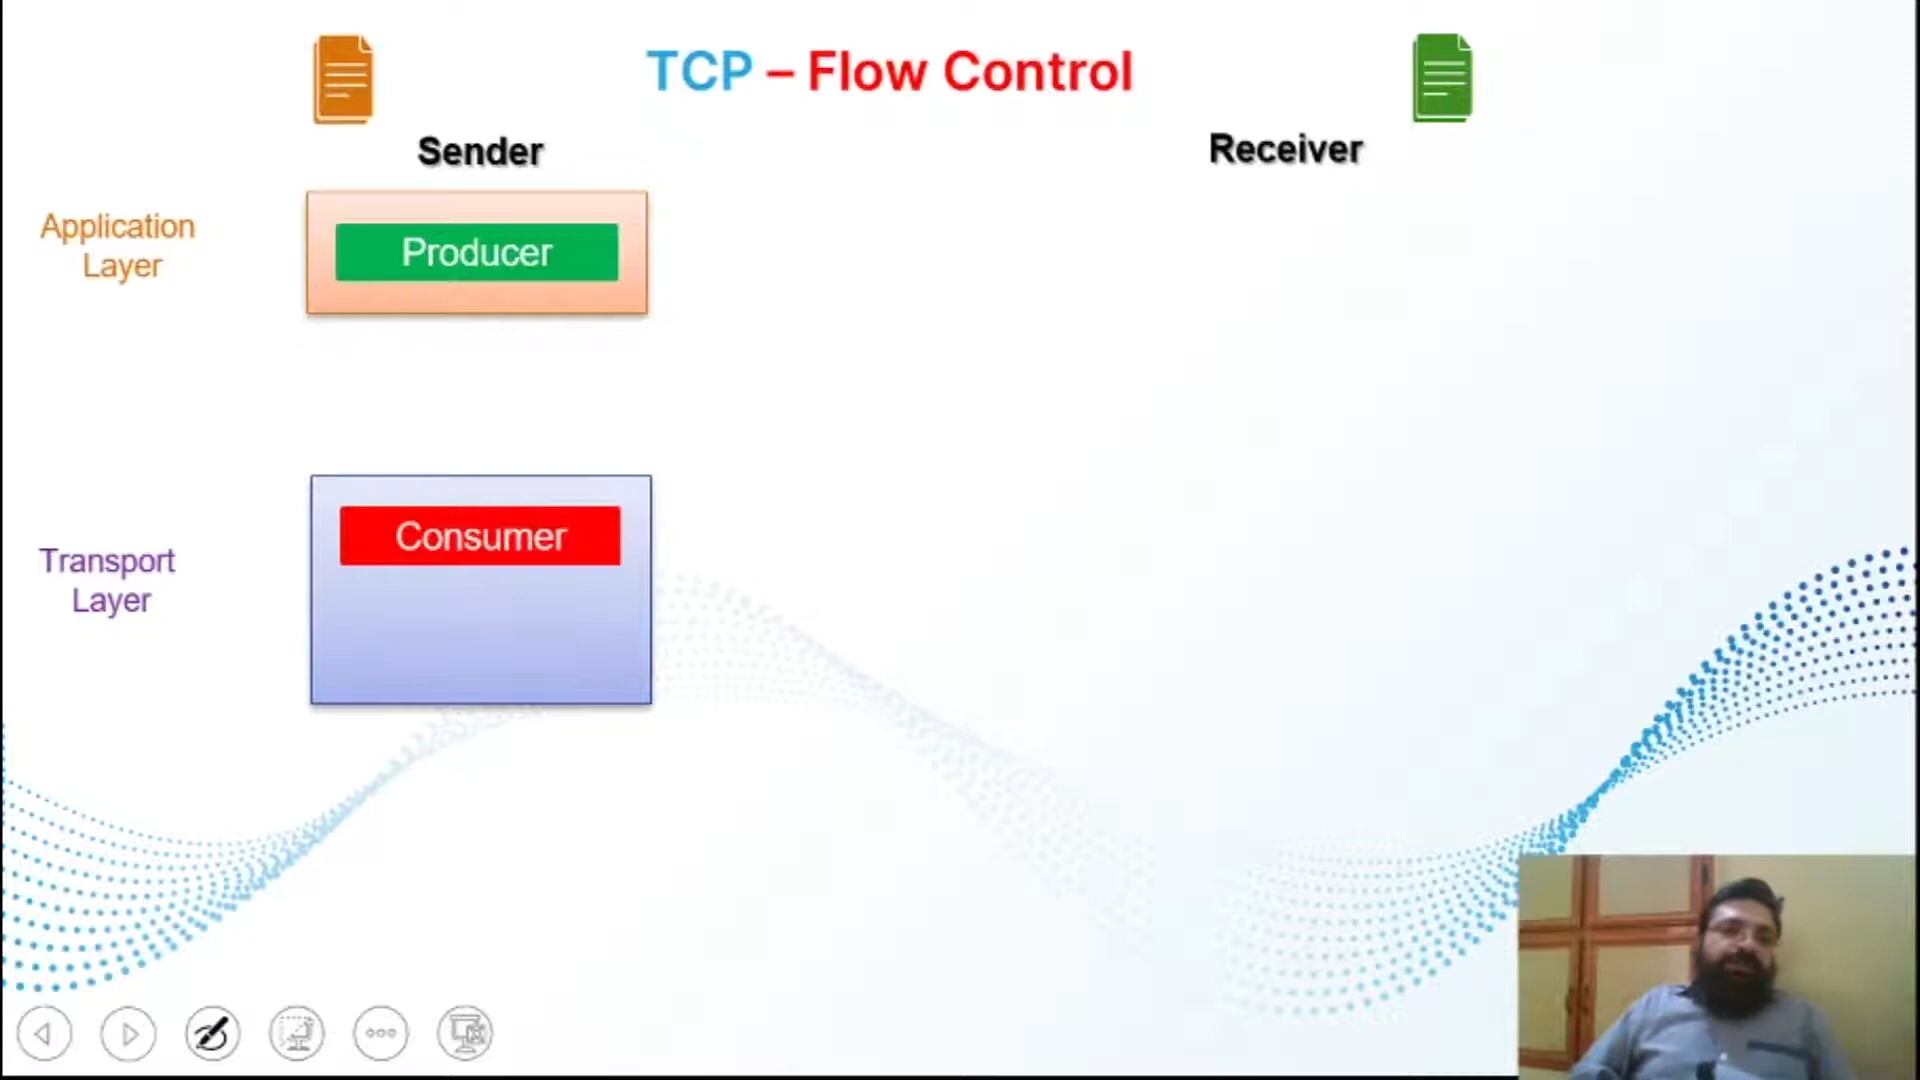 TCP – Flow Control
Sender
Receiver
Application
Layer
Producer
Transport
Layer
Consumer